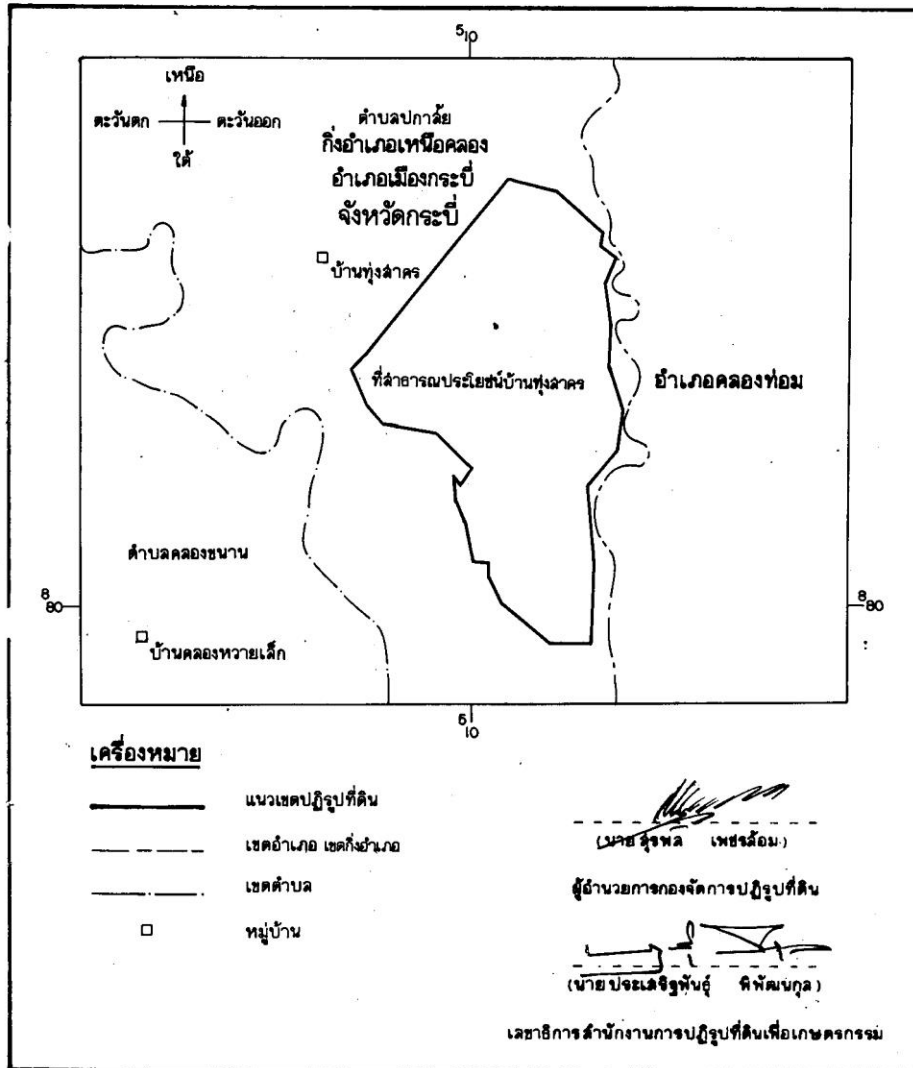 510
เหนือ
ตะวันตก ตะวันออก
ใต้
ตำบลปกาสัย
กิ่งอำเภอเหนือคลอง
อำเภอเมืองกระบี่
จังหวัดกระบี่
บ้านทุ่งสาคร
ที่สาธารณประโยชน์บ้านทุ่งสาคร
อำเภอคลองท่อม
ตำบลคลองขนาน
880
880
บ้านคลองหวายเล็ก
510
เครื่องหมาย
แนวเขตปฏิรูปที่ดิน
เขตอำเภอ เขตกิ่งอำเภอ
เขตตำบล
หมู่บ้าน
(นาย สุรพล เพชรล้อม)
ผู้อำนวยการกองจัดการปฏิรูปที่ดิน
(นาย ประเสริฐพันธุ์ พิพัฒนกุล)
เลขาธิการสำนักงานการปฏิรูปที่ดินเพื่อเกษตรกรรม